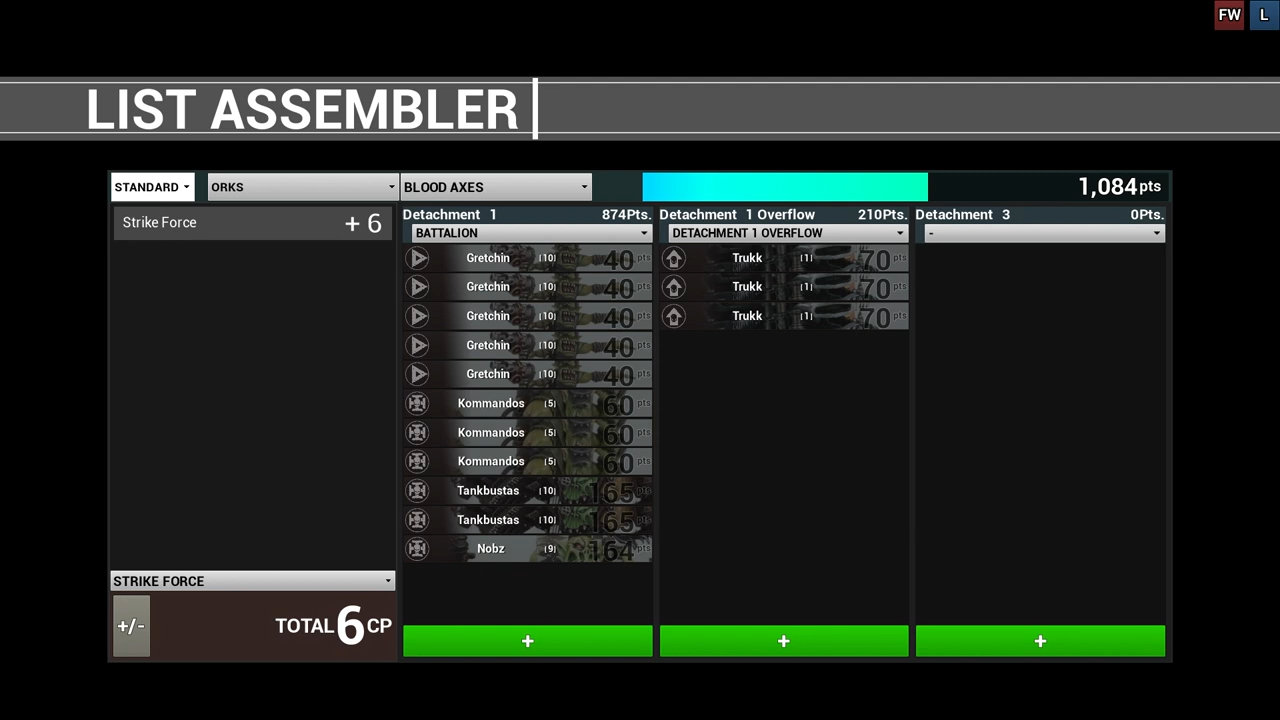 FW L
LIST ASSEMBLER
STANDARD ORKS BLOOD AXES 1,084pts
Strike Force + 6
Detachment 1 874Pts.
BATTALION
Gretchin [10] 40 pts
Gretchin [10] 40 pts
Gretchin [10] 40 pts
Gretchin [10] 40 pts
Gretchin [10] 40 pts
Kommandos [5] 60 pts
Kommandos [5] 60 pts
Kommandos [5] 60 pts
Tankbustas [10] 165 pts
Tankbustas [10] 165 pts
Nobz [9] 164 pts
+
Detachment 1 Overflow 210Pts.
DETACHMENT 1 OVERFLOW
Trukk [1] 70 pts
Trukk [1] 70 pts
Trukk [1] 70 pts
+
Detachment 3 0Pts.
-
+
STRIKE FORCE
+/- TOTAL 6 CP